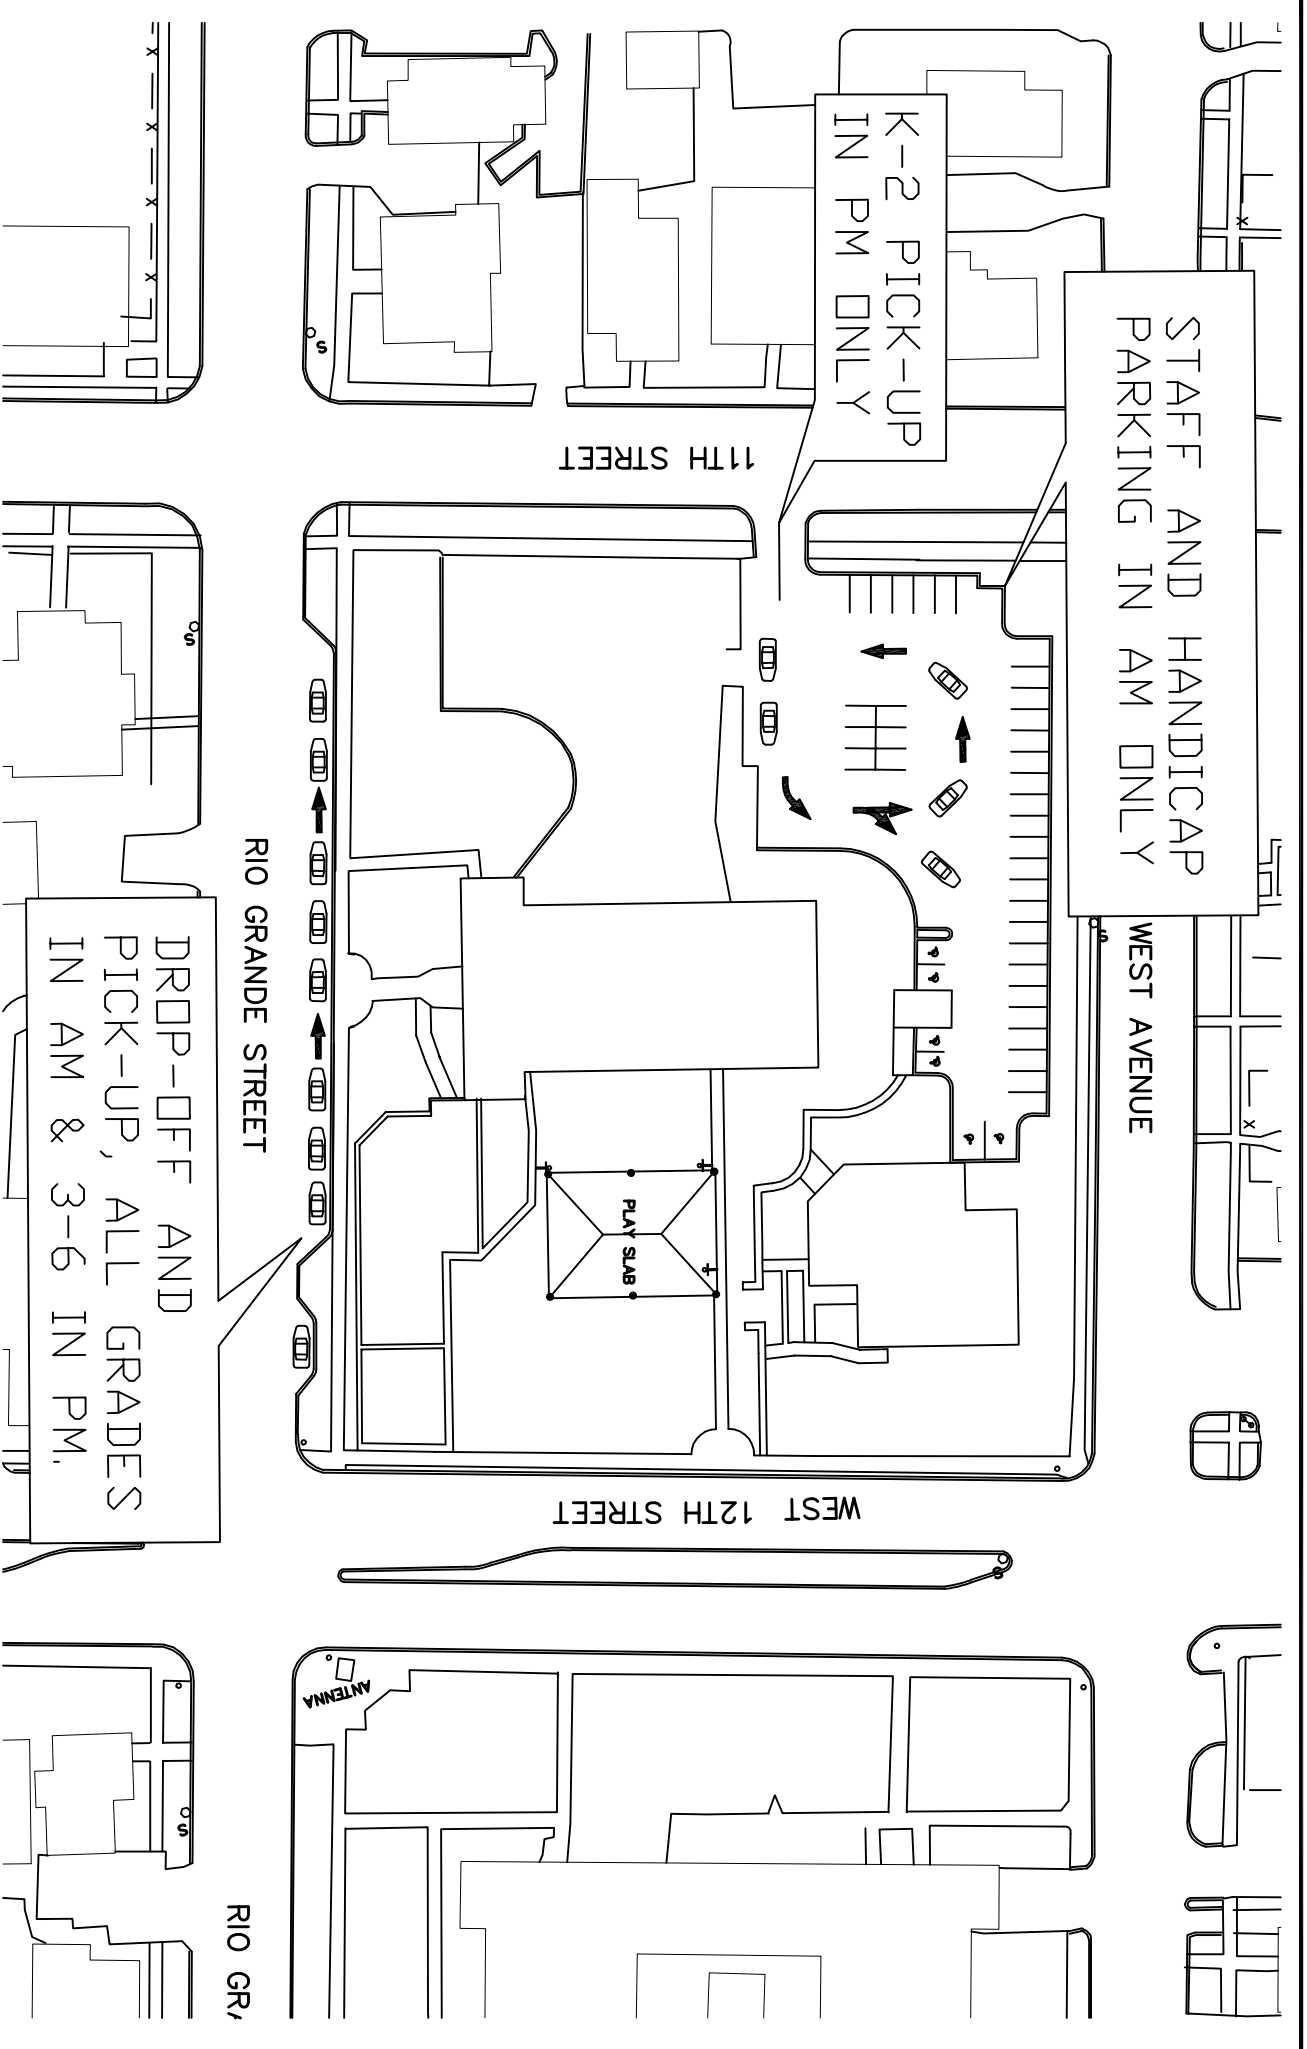 K-2 PICK-UP
IN PM ONLY
STAFF AND HANDICAP
PARKING IN AM ONLY
11TH STREET
S
S
RIO GRANDE STREET
WEST AVENUE
S
DROP-OFF AND
PICK-UP, ALL GRADES
IN AM & 3-6 IN PM.
PLAY SLAB
WEST 12TH STREET
S
ANTENNA
S
RIO GRA